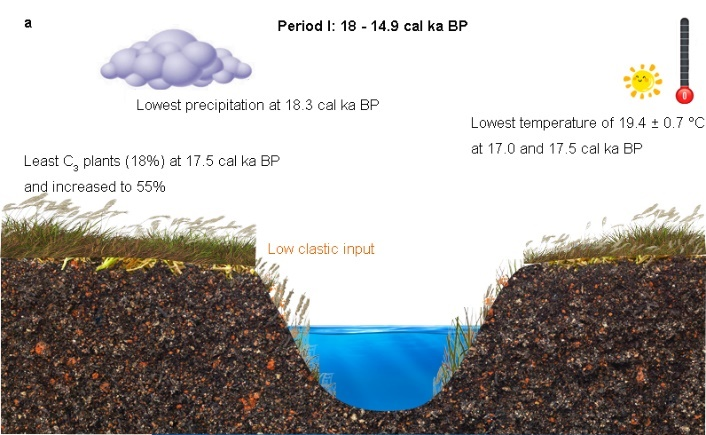 a
Period I: 18 - 14.9 cal ka BP
Lowest precipitation at 18.3 cal ka BP
Lowest temperature of 19.4 ± 0.7 °C
at 17.0 and 17.5 cal ka BP
Least C₃ plants (18%) at 17.5 cal ka BP
and increased to 55%
Low clastic input
0